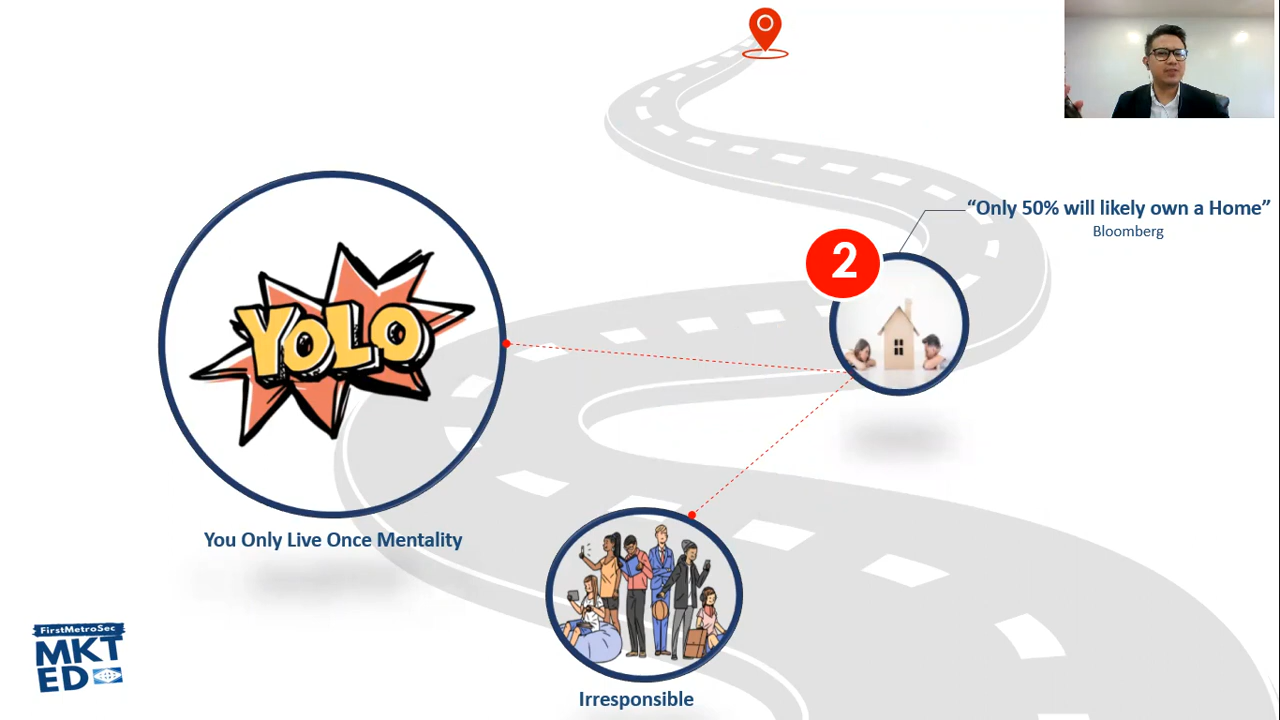 “Only 50% will likely own a Home”
Bloomberg
2
YOLO
You Only Live Once Mentality
Irresponsible
FirstMetroSec
MKT
ED